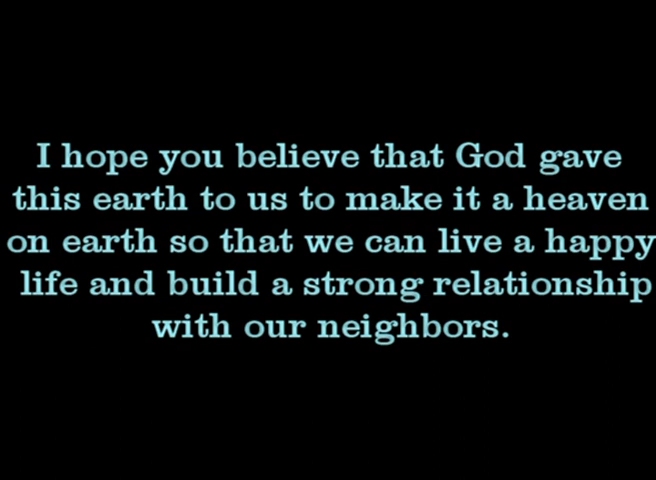 I hope you believe that God gave
this earth to us to make it a heaven
on earth so that we can live a happy
life and build a strong relationship
with our neighbors.